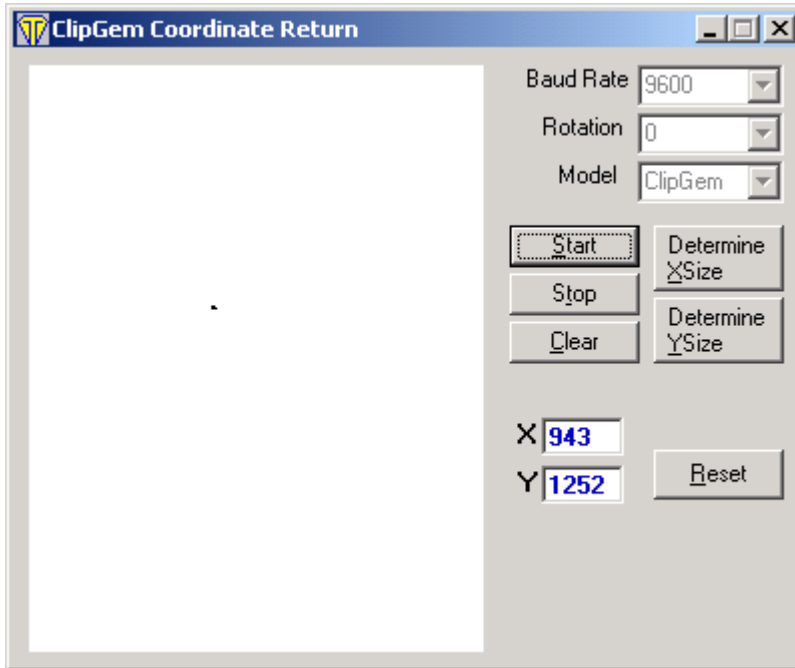 ClipGem Coordinate Return
Baud Rate 9600
Rotation 0
Model ClipGem
Start
Determine
XSize
Stop
Determine
YSize
Clear
X 943
Y 1252
Reset